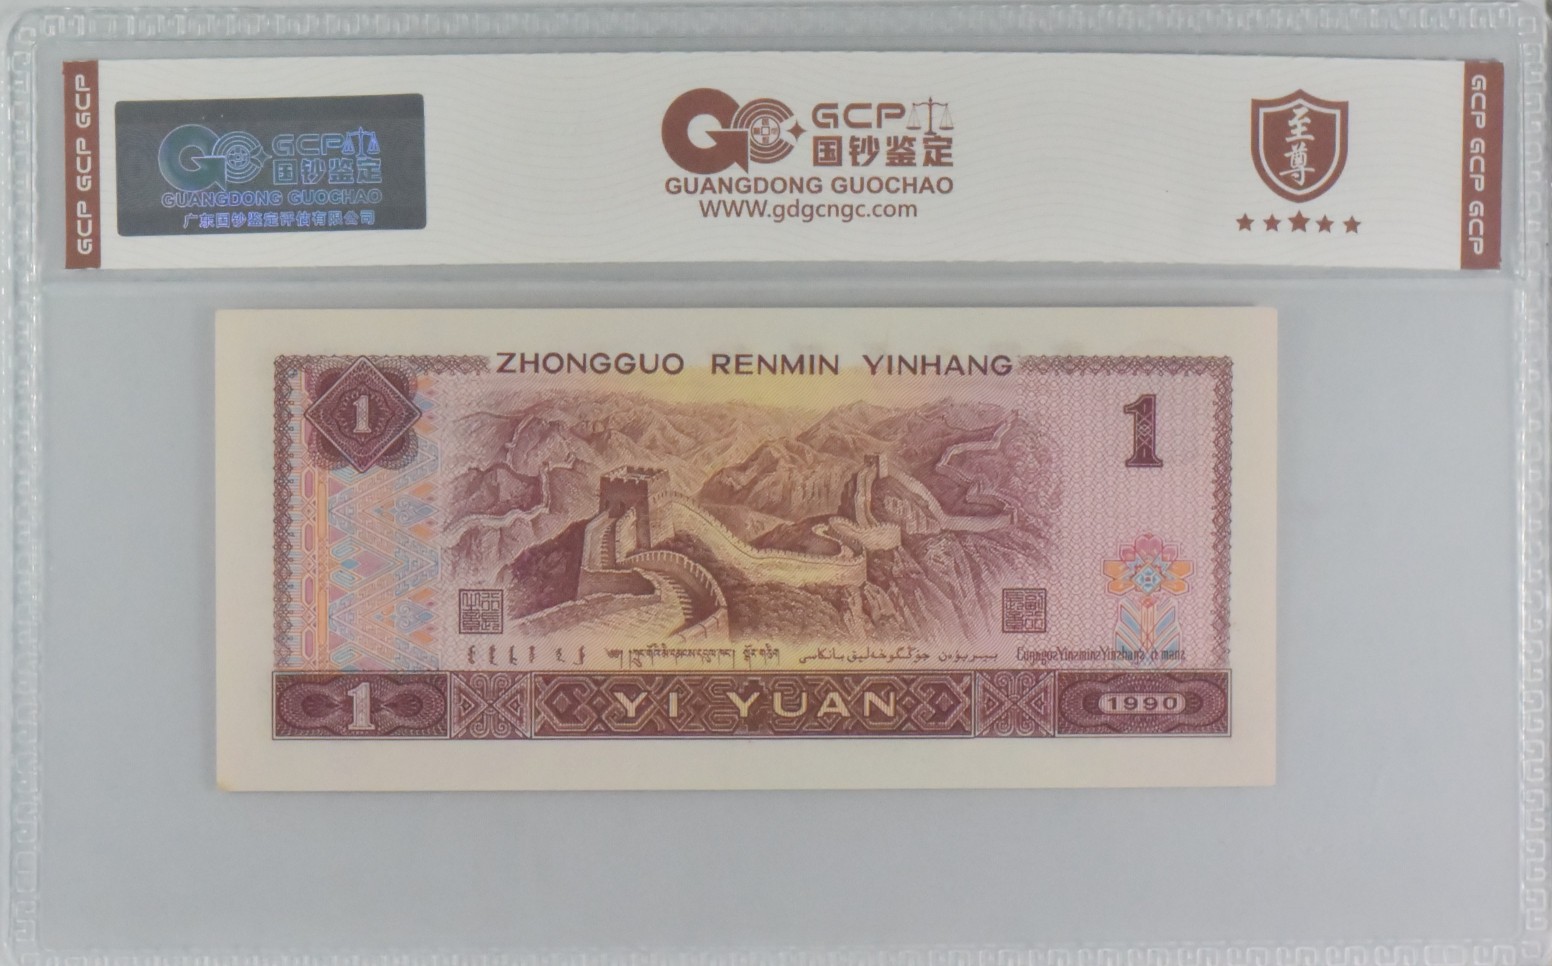 GCP GCP GCP
GCP
国钞鉴定
GUANGDONG GUOCHAO
广东国钞鉴定评估有限公司
GCP
国钞鉴定
GUANGDONG GUOCHAO
WWW.gdgcngc.com
至尊
GCP GCP GCP
ZHONGGUO RENMIN YINHANG
1
1
1
YI YUAN
1990